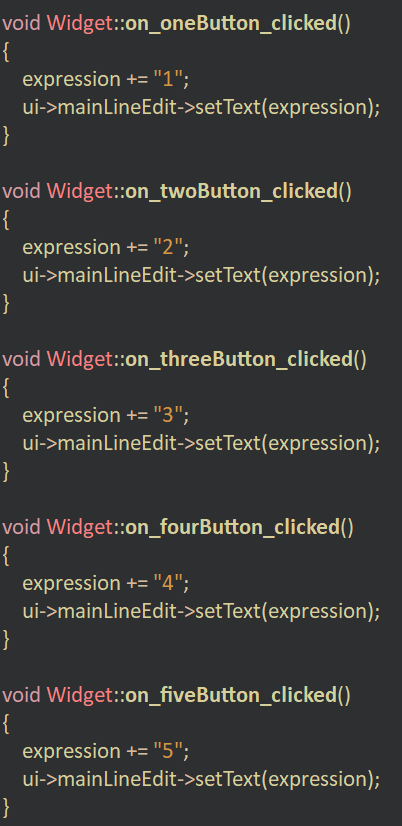 void Widget::on_oneButton_clicked()
{
    expression += "1";
    ui->mainLineEdit->setText(expression);
}

void Widget::on_twoButton_clicked()
{
    expression += "2";
    ui->mainLineEdit->setText(expression);
}

void Widget::on_threeButton_clicked()
{
    expression += "3";
    ui->mainLineEdit->setText(expression);
}

void Widget::on_fourButton_clicked()
{
    expression += "4";
    ui->mainLineEdit->setText(expression);
}

void Widget::on_fiveButton_clicked()
{
    expression += "5";
    ui->mainLineEdit->setText(expression);
}